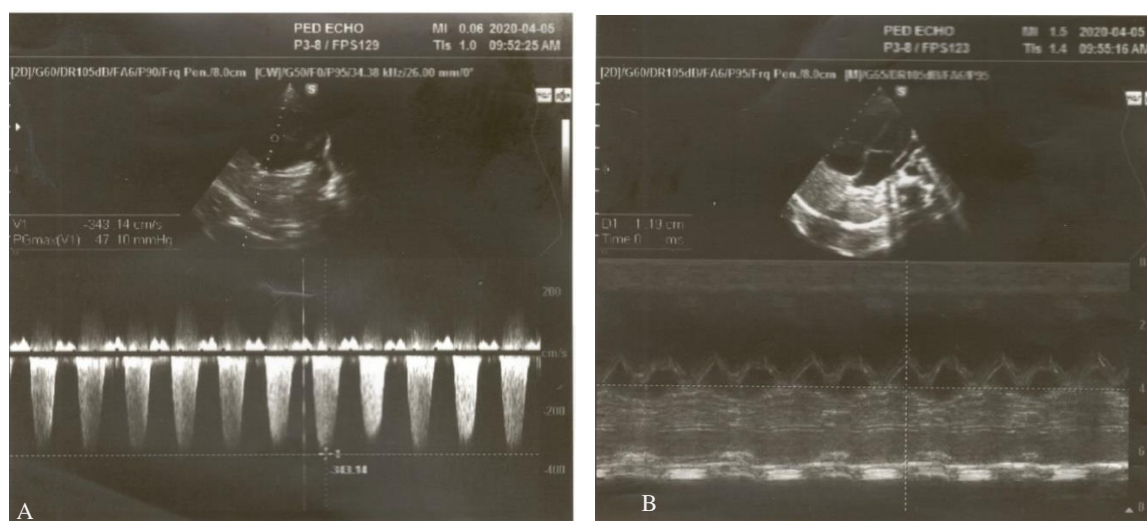 PED ECHO MI 0.06 2020-04-05
P3-8 / FPS129 TIs 1.0 09:52:25 AM
[2D]/G60/DR105dB/FA6/P90/Frq Pen./8.0cm [CW]/G50/F0/P95/34.38 kHz/26.00 mm/0°
S
V1 -343.14 cm/s
PGmax(V1) 47.10 mmHg
200
cm/s
-200
-343.14
-400
A
PED ECHO MI 1.5 2020-04-05
P3-8 / FPS123 TIs 1.4 09:55:16 AM
[2D]/G60/DR105dB/FA6/P95/Frq Pen./8.0cm [M]/G65/DR105dB/FA6/P95
S
D1 1.19 cm
Time 0 ms
4
6
8
B